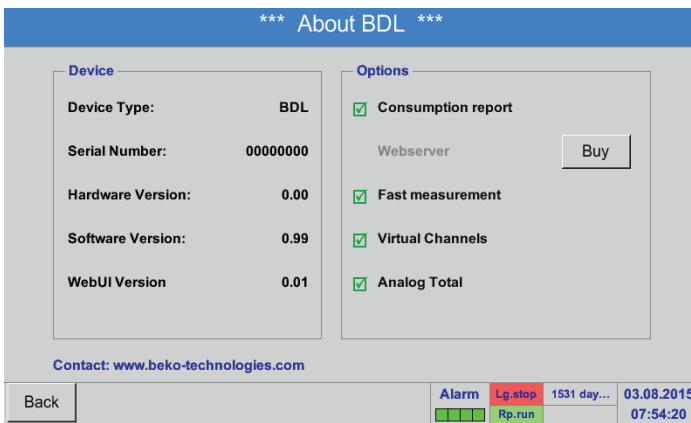 *** About BDL ***
Device
Device Type: BDL
Serial Number: 00000000
Hardware Version: 0.00
Software Version: 0.99
WebUI Version 0.01
Options
Consumption report
Webserver Buy
Fast measurement
Virtual Channels
Analog Total
Contact: www.beko-technologies.com
Back
Alarm
Lg.stop
1531 day...
03.08.2015
Rp.run
07:54:20